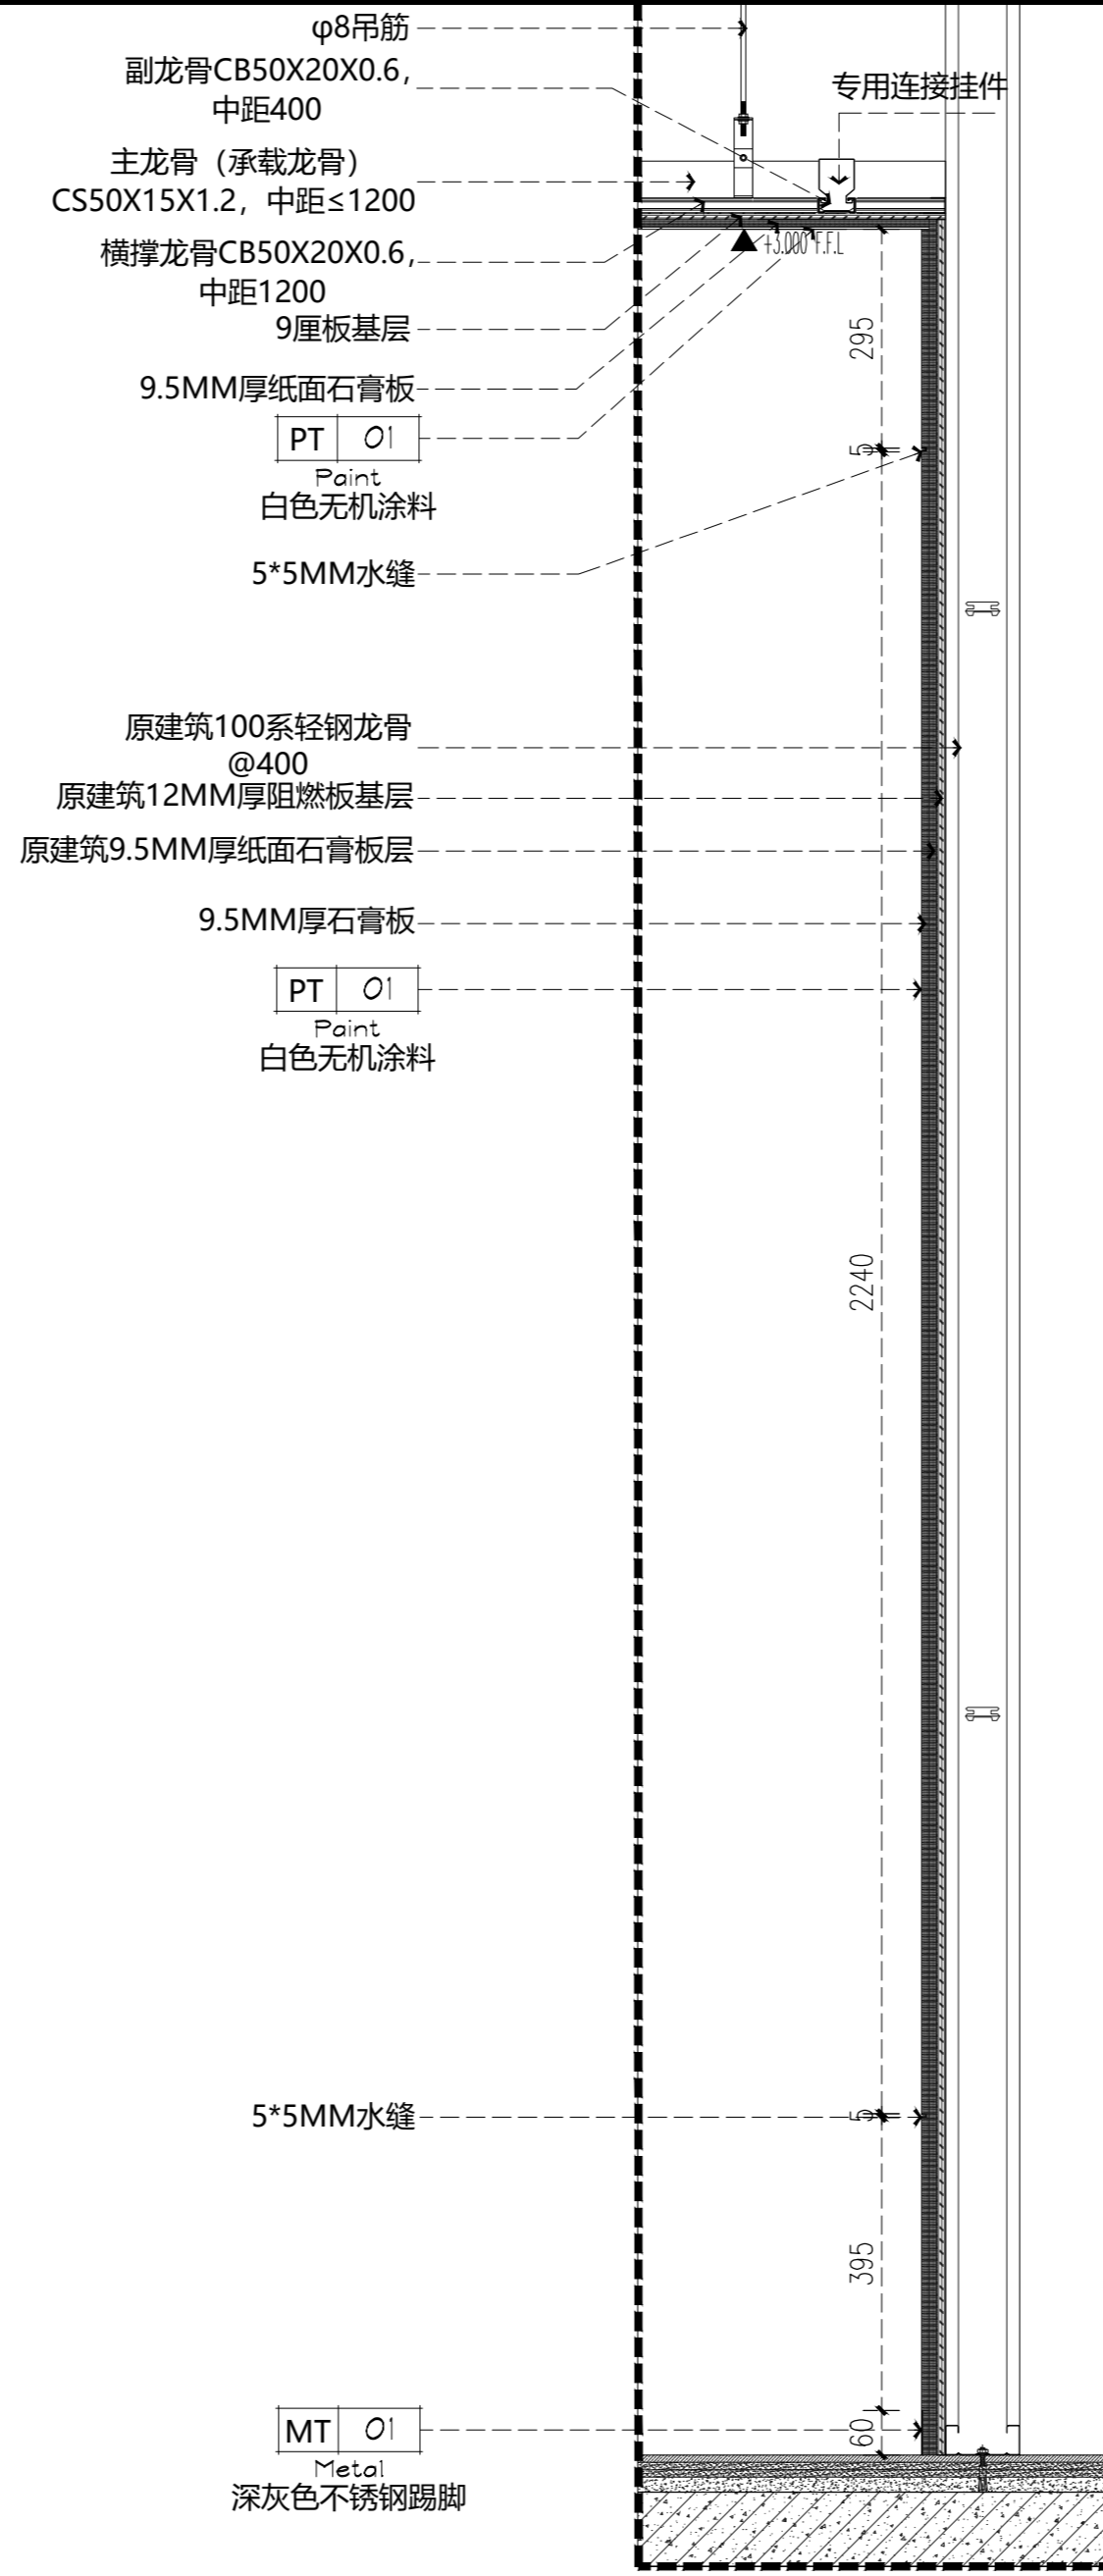 φ8吊筋
副龙骨CB50X20X0.6,
中距400
专用连接挂件
主龙骨（承载龙骨）
CS50X15X1.2，中距≤1200
横撑龙骨CB50X20X0.6,
中距1200
+3.000 F.F.L
9厘板基层
295
9.5MM厚纸面石膏板
PT 01
Paint
白色无机涂料
5
5*5MM水缝
原建筑100系轻钢龙骨
@400
原建筑12MM厚阻燃板基层
原建筑9.5MM厚纸面石膏板层
9.5MM厚石膏板
PT 01
Paint
白色无机涂料
2240
5*5MM水缝
5
395
MT 01
60
Metal
深灰色不锈钢踢脚